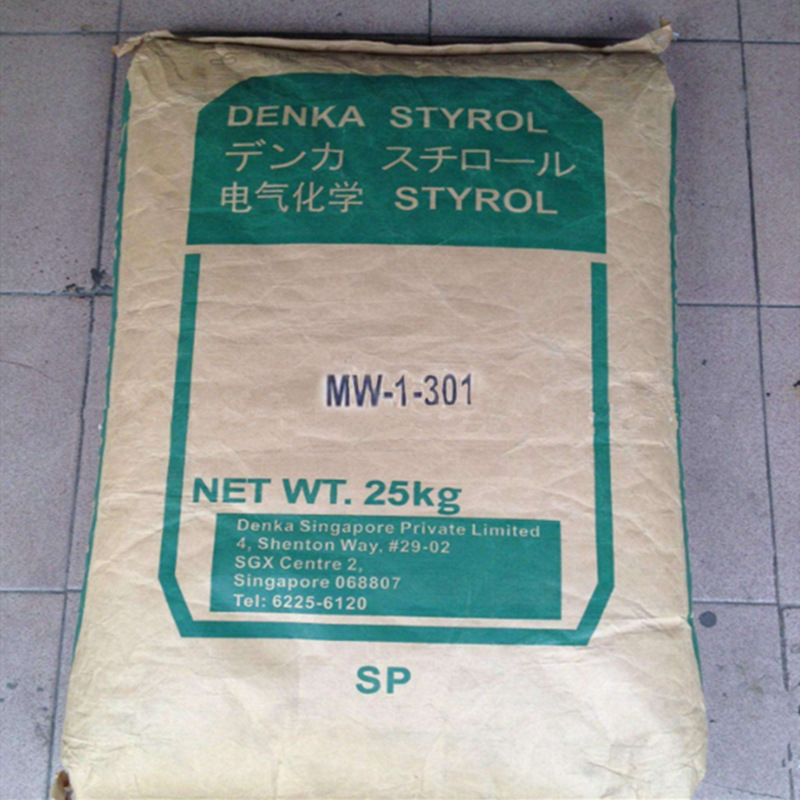 DENKA STYROL
デンカ スチロール
电气化学 STYROL
MW-1-301
NET WT. 25kg
Denka Singapore Private Limited
4, Shenton Way, #29-02
SGX Centre 2,
Singapore 068807
Tel: 6225-6120
SP